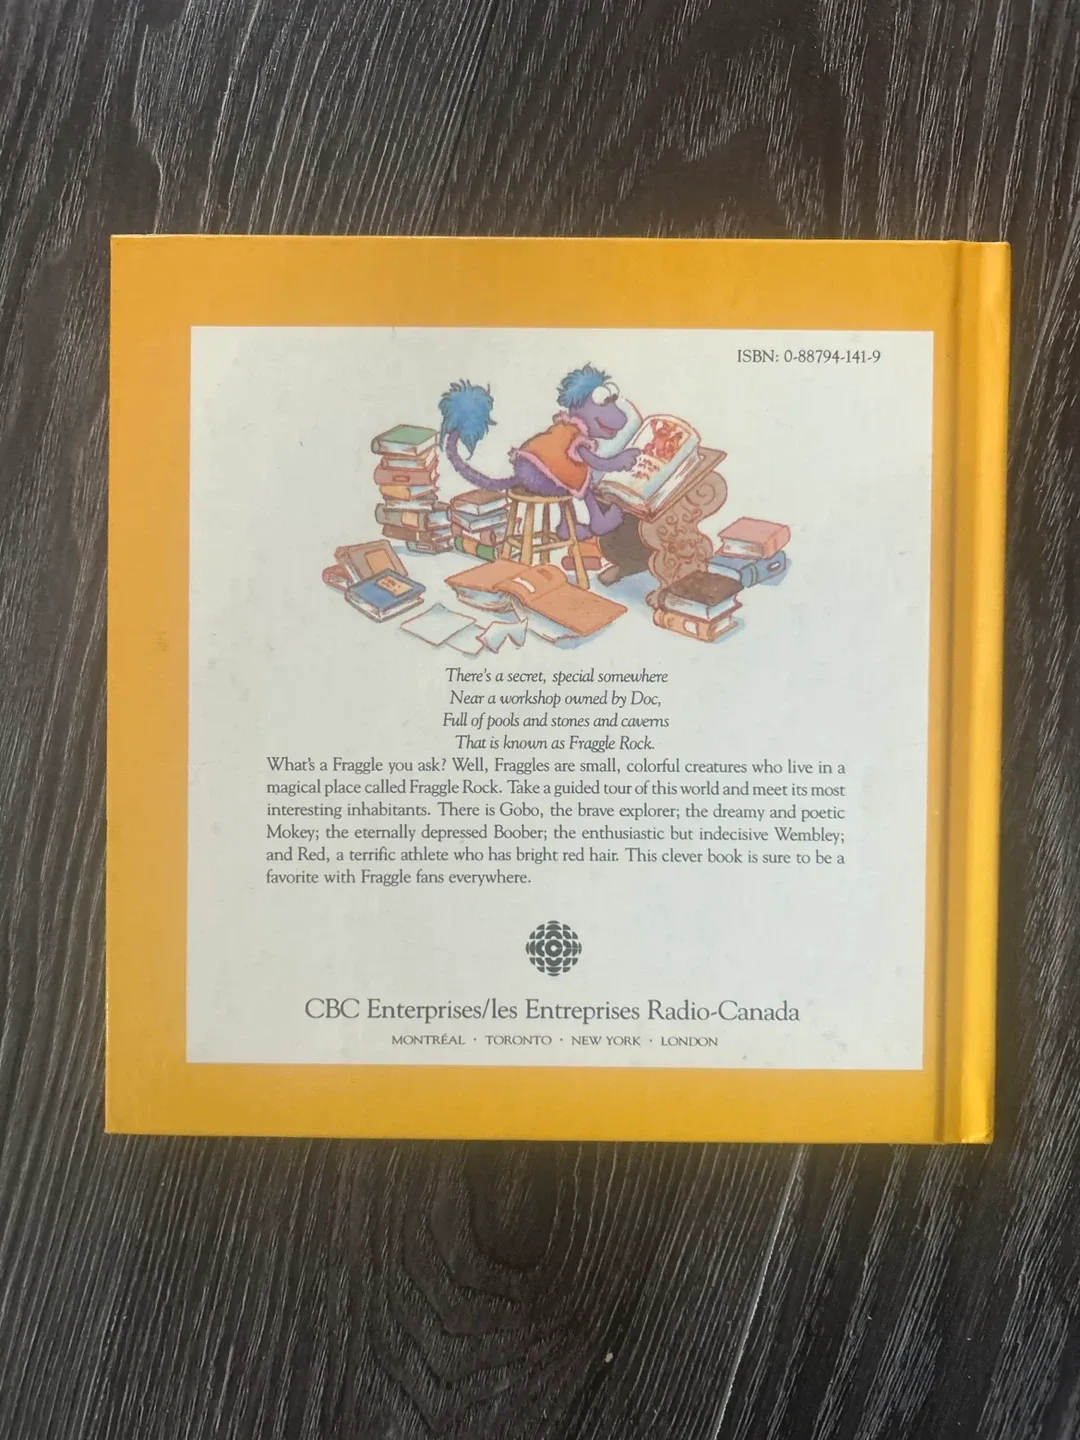 ISBN: 0-88794-141-9
There's a secret, special somewhere
Near a workshop owned by Doc,
Full of pools and stones and caverns
That is known as Fraggle Rock.
What's a Fraggle you ask? Well, Fraggles are small, colorful creatures who live in a
magical place called Fraggle Rock. Take a guided tour of this world and meet its most
interesting inhabitants. There is Gobo, the brave explorer; the dreamy and poetic
Mokey; the eternally depressed Boober; the enthusiastic but indecisive Wembley;
and Red, a terrific athlete who has bright red hair. This clever book is sure to be a
favorite with Fraggle fans everywhere.
CBC Enterprises/les Entreprises Radio-Canada
MONTRÉAL · TORONTO · NEW YORK · LONDON